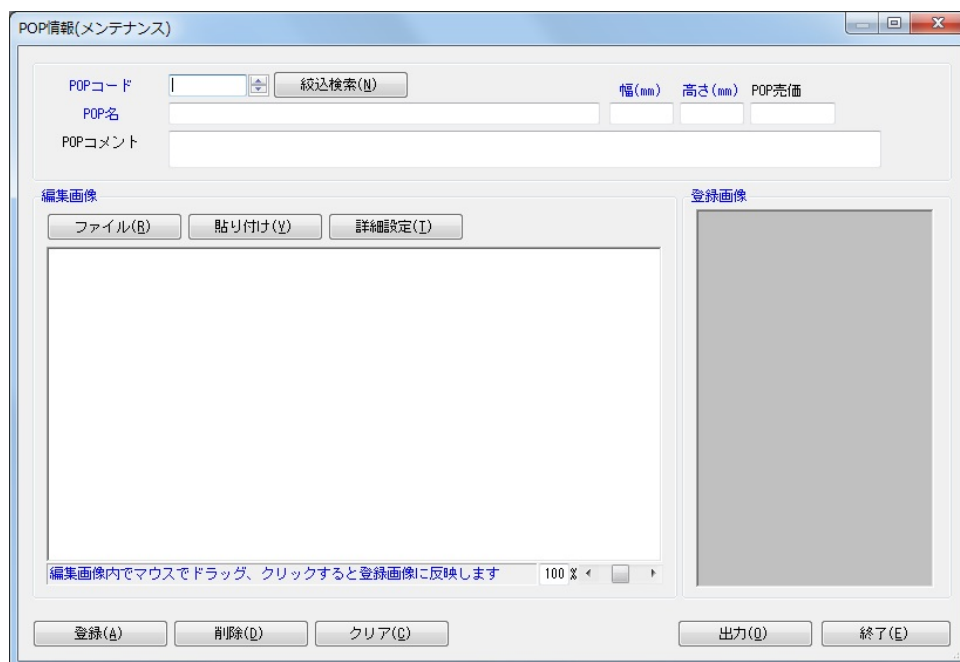 POP情報(メンテナンス)
POPコード 絞込検索(N) 幅(mm) 高さ(mm) POP売価
POP名
POPコメント
編集画像 登録画像
ファイル(R) 貼り付け(V) 詳細設定(I)
編集画像内でマウスでドラッグ、クリックすると登録画像に反映します 100 %
登録(A) 削除(D) クリア(C) 出力(O) 終了(E)